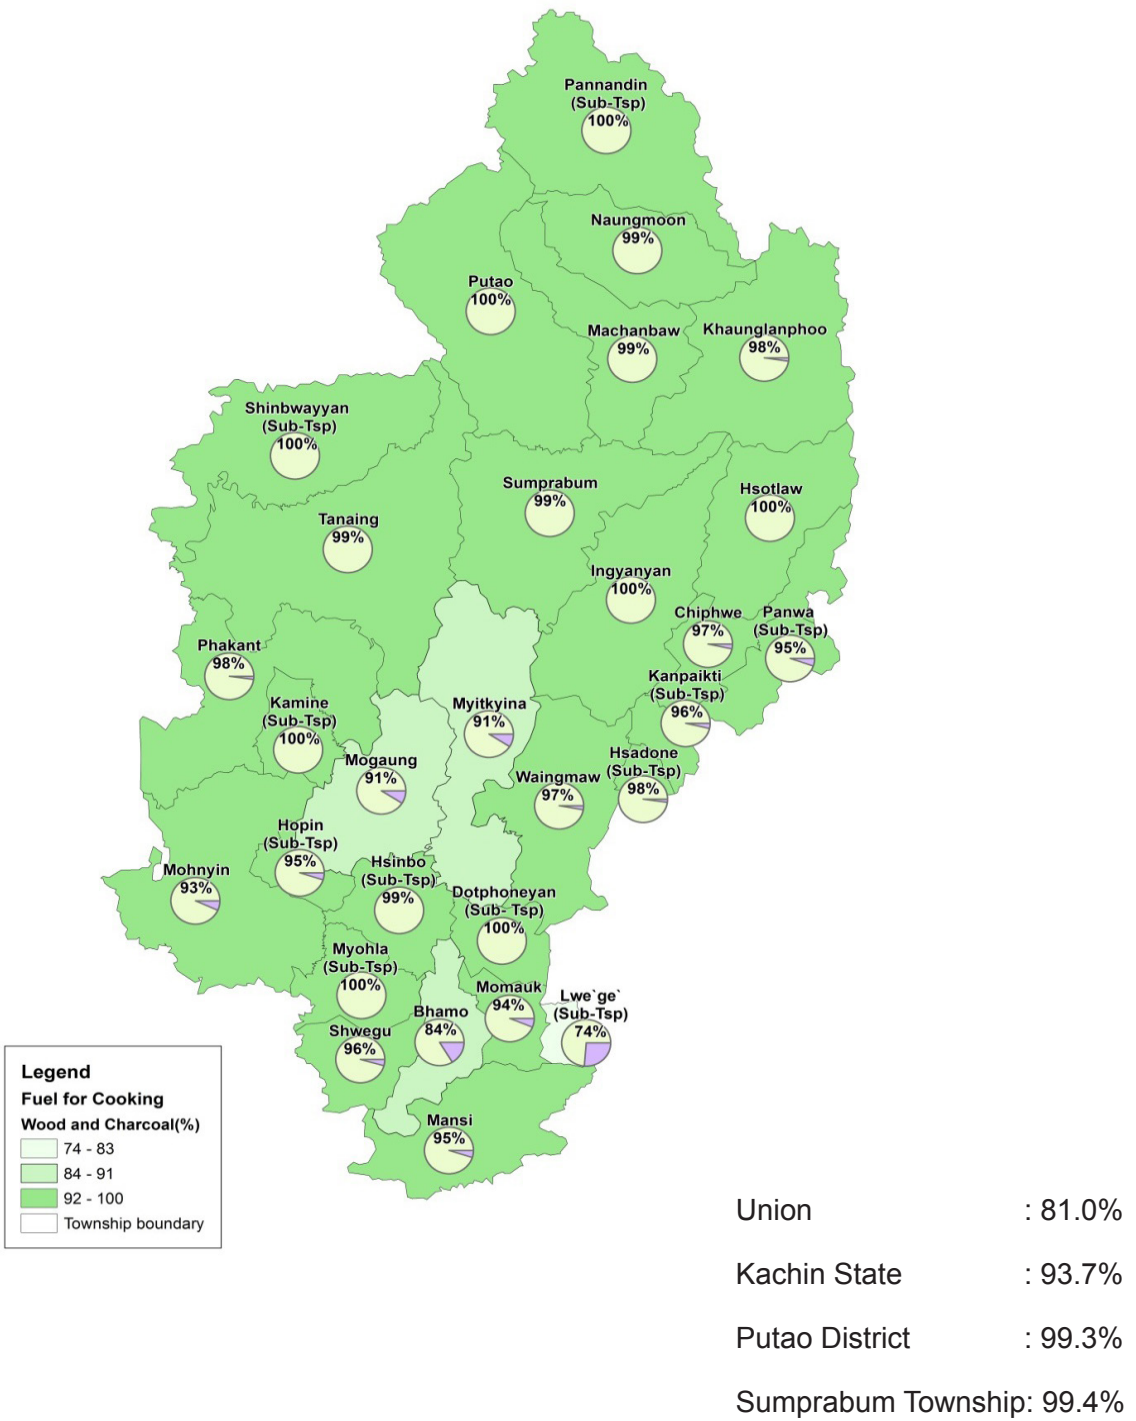 Pannandin
(Sub-Tsp)
100%
Naungmoon
99%
Putao
100%
Machanbaw
99%
Khaunglanphoo
98%
Shinbwayyan
(Sub-Tsp)
100%
Sumprabum
99%
Hsotlaw
100%
Tanaing
99%
Ingyanyan
100%
Chiphwe
97%
Panwa
(Sub-Tsp)
95%
Phakant
98%
Kanpaikti
(Sub-Tsp)
96%
Kamine
(Sub-Tsp)
100%
Myitkyina
91%
Mogaung
91%
Waingmaw
97%
Hsadone
(Sub-Tsp)
98%
Hopin
(Sub-Tsp)
95%
Mohnyin
93%
Hsinbo
(Sub-Tsp)
99%
Dotphoneyan
(Sub- Tsp)
100%
Myohla
(Sub-Tsp)
100%
Momauk
94%
Lwe`ge`
(Sub-Tsp)
74%
Bhamo
84%
Shwegu
96%
Mansi
95%
Legend
Fuel for Cooking
Wood and Charcoal(%)
74 - 83
84 - 91
92 - 100
Township boundary
Union : 81.0%
Kachin State : 93.7%
Putao District : 99.3%
Sumprabum Township: 99.4%